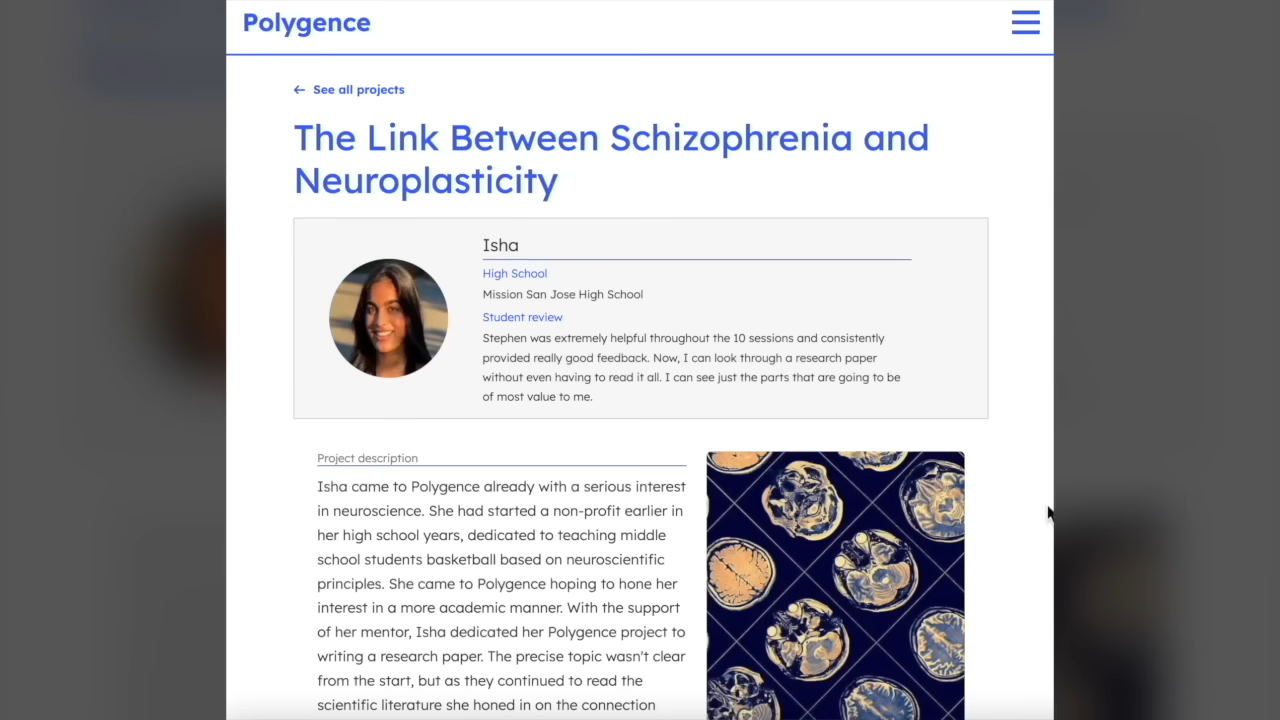 Polygence
← See all projects
The Link Between Schizophrenia and
Neuroplasticity
Isha
High School
Mission San Jose High School
Student review
Stephen was extremely helpful throughout the 10 sessions and consistently
provided really good feedback. Now, I can look through a research paper
without even having to read it all. I can see just the parts that are going to be
of most value to me.
Project description
Isha came to Polygence already with a serious interest
in neuroscience. She had started a non-profit earlier in
her high school years, dedicated to teaching middle
school students basketball based on neuroscientific
principles. She came to Polygence hoping to hone her
interest in a more academic manner. With the support
of her mentor, Isha dedicated her Polygence project to
writing a research paper. The precise topic wasn't clear
from the start, but as they continued to read the
scientific literature she honed in on the connection